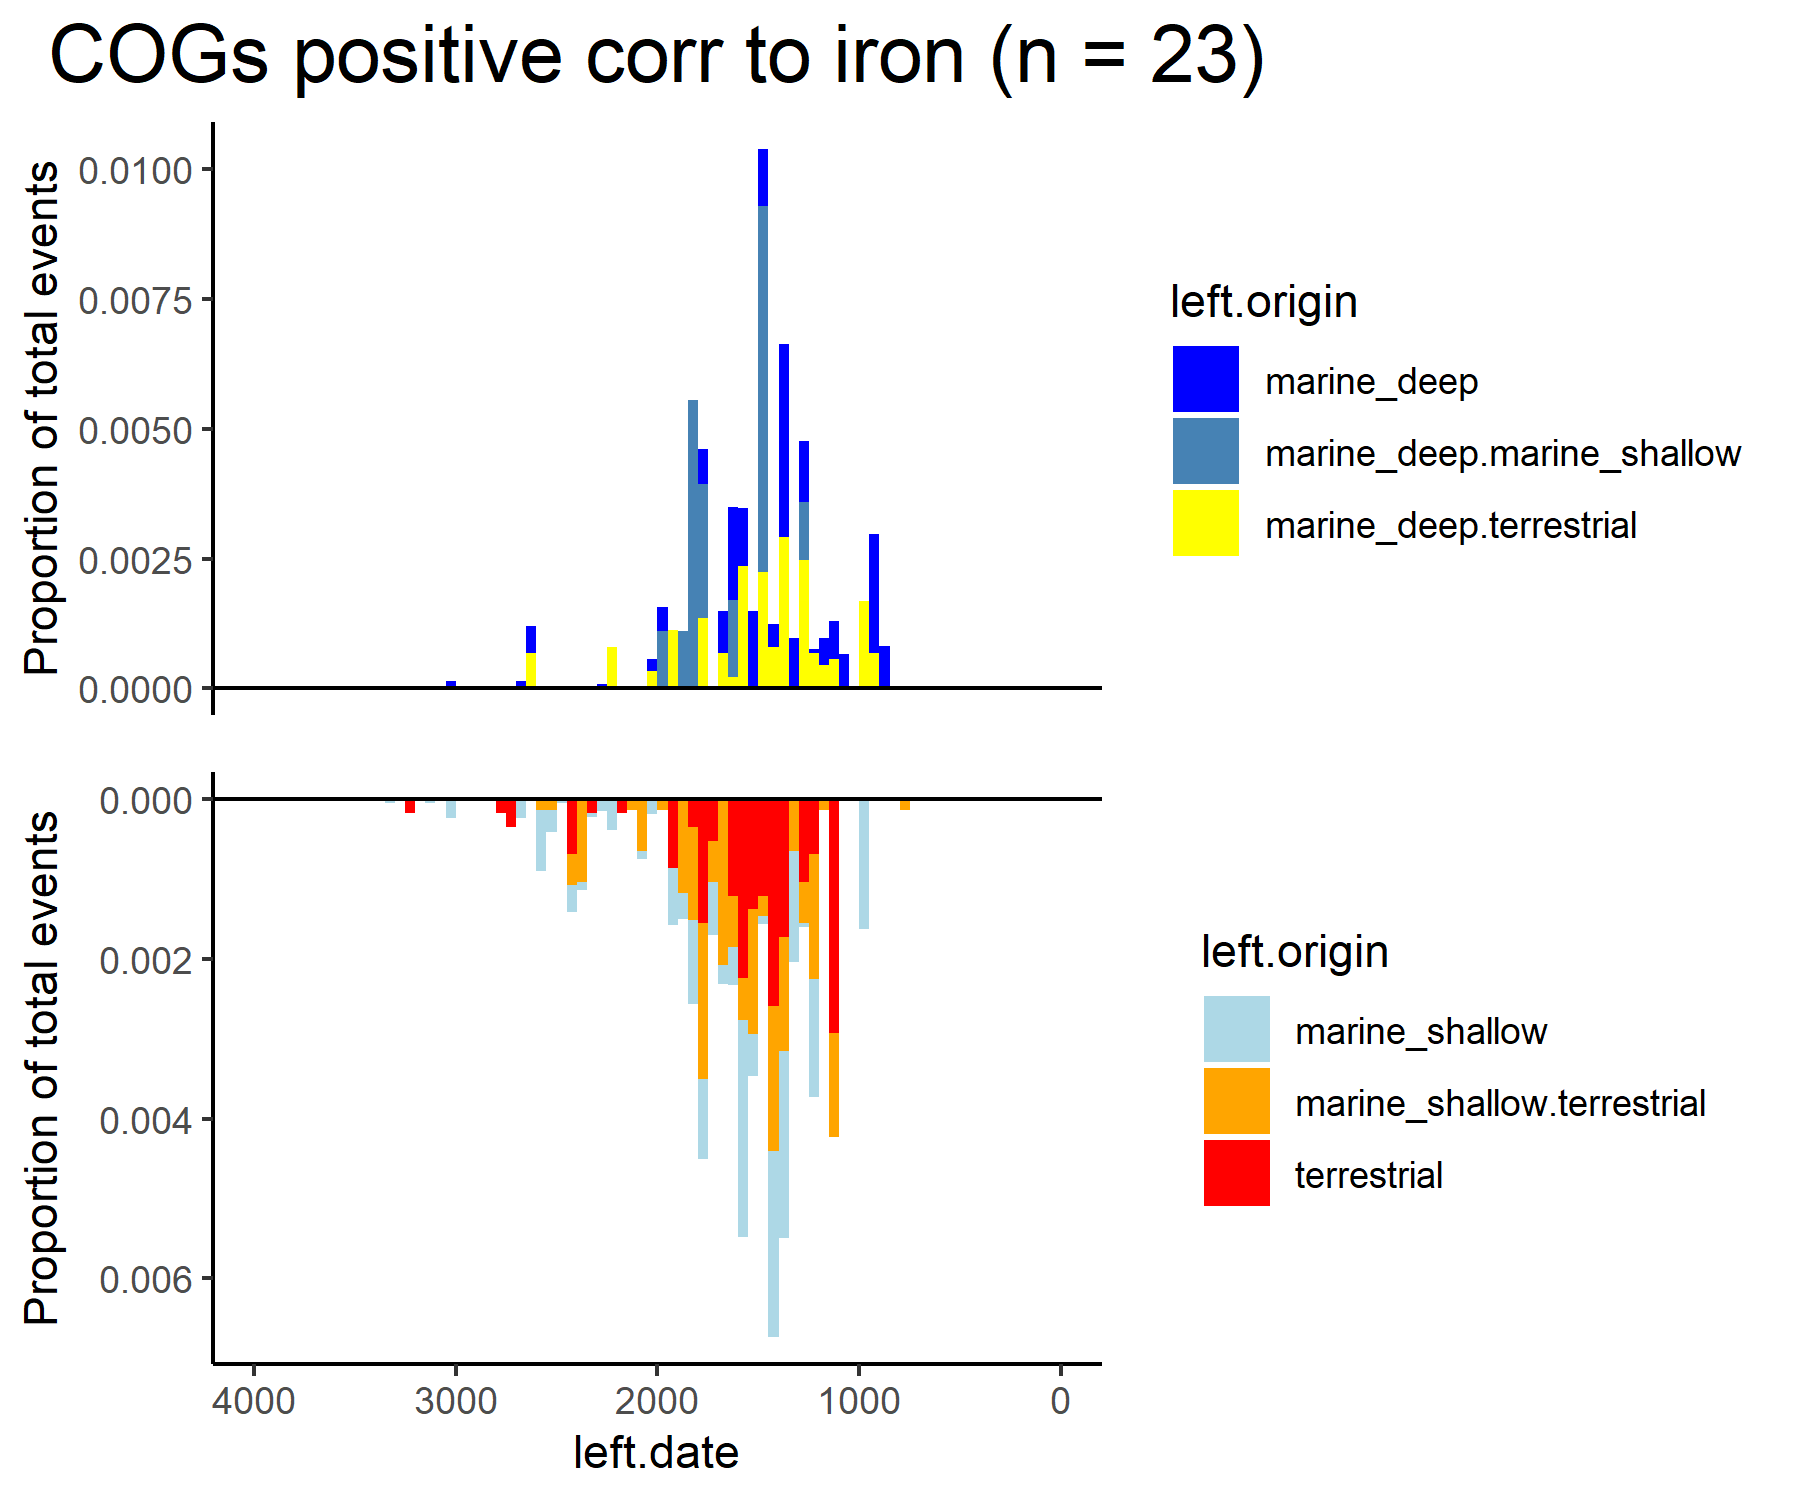 COGs positive corr to iron (n = 23)
Proportion of total events
0.0100
0.0075
0.0050
0.0025
0.0000
left.origin
marine_deep
marine_deep.marine_shallow
marine_deep.terrestrial
Proportion of total events
0.000
0.002
0.004
0.006
left.origin
marine_shallow
marine_shallow.terrestrial
terrestrial
4000 3000 2000 1000 0
left.date